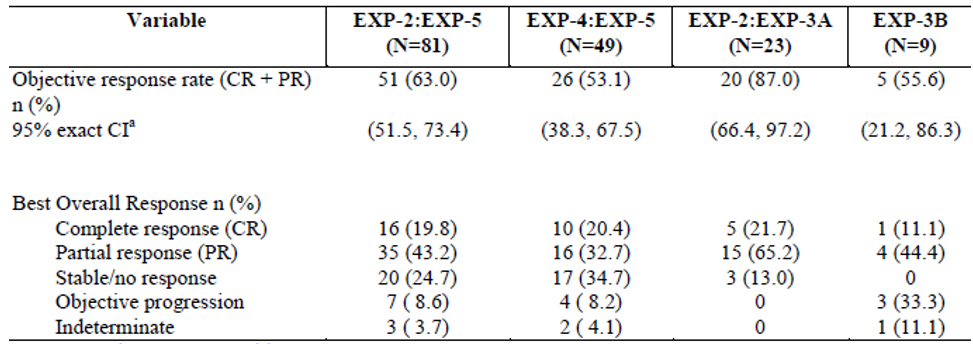 Variable EXP-2:EXP-5 EXP-4:EXP-5 EXP-2:EXP-3A EXP-3B
(N=81) (N=49) (N=23) (N=9)
Objective response rate (CR + PR) 51 (63.0) 26 (53.1) 20 (87.0) 5 (55.6)
n (%)
95% exact CIa (51.5, 73.4) (38.3, 67.5) (66.4, 97.2) (21.2, 86.3)
Best Overall Response n (%)
Complete response (CR) 16 (19.8) 10 (20.4) 5 (21.7) 1 (11.1)
Partial response (PR) 35 (43.2) 16 (32.7) 15 (65.2) 4 (44.4)
Stable/no response 20 (24.7) 17 (34.7) 3 (13.0) 0
Objective progression 7 ( 8.6) 4 ( 8.2) 0 3 (33.3)
Indeterminate 3 ( 3.7) 2 ( 4.1) 0 1 (11.1)